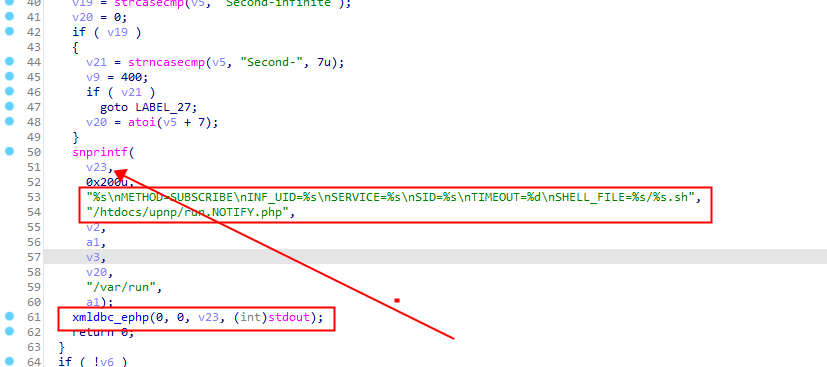 40 v19 = strcasecmp(v5, "Second-infinite");
41 v20 = 0;
42 if ( v19 )
43 {
44 v21 = strncasecmp(v5, "Second-", 7u);
45 v9 = 400;
46 if ( v21 )
47 goto LABEL_27;
48 v20 = atoi(v5 + 7);
49 }
50 snprintf(
51 v23,
52 0x200u,
53 "%s\nMETHOD=SUBSCRIBE\nINF_UID=%s\nSERVICE=%s\nSID=%s\nTIMEOUT=%d\nSHELL_FILE=%s/%s.sh",
54 "/htdocs/upnp/run.NOTIFY.php",
55 v2,
56 a1,
57 v3,
58 v20,
59 "/var/run",
60 a1);
61 xmldbc_ephp(0, 0, v23, (int)stdout);
62 return 0;
63 }
64 if ( !v6 )